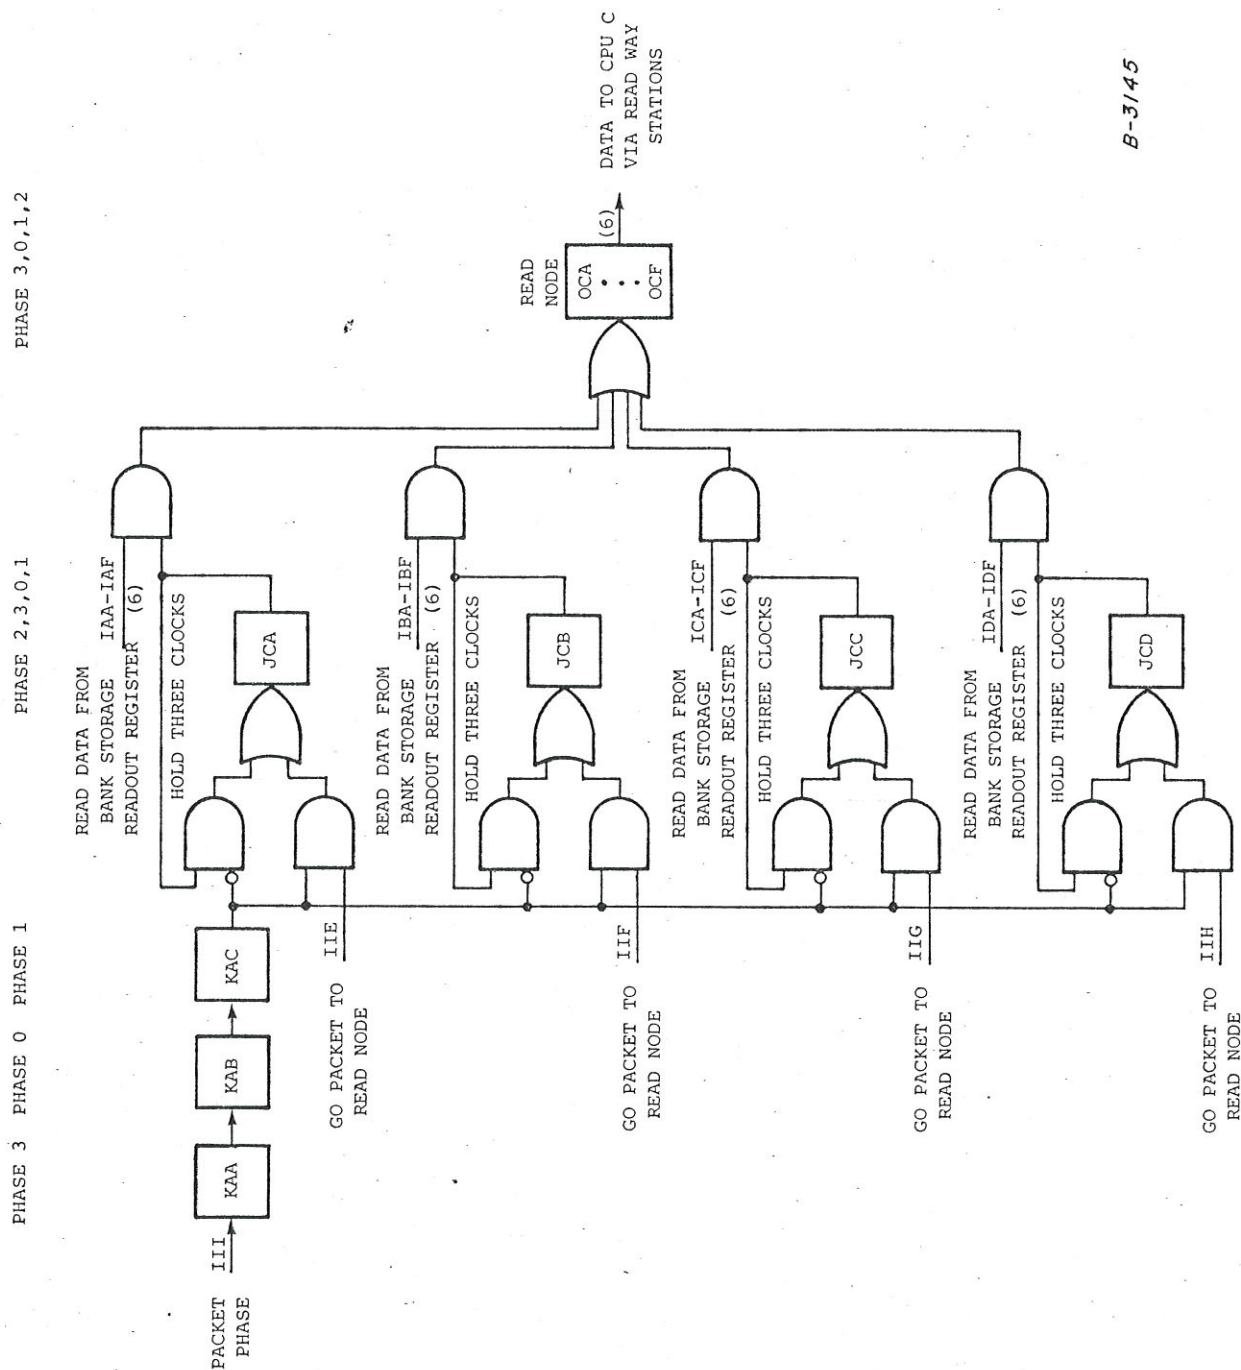 PHASE 3 PHASE 0 PHASE 1 PHASE 2,3,0,1 PHASE 3,0,1,2
PACKET III
PHASE
KAA
KAB
KAC
READ DATA FROM
BANK STORAGE IAA-IAF
READOUT REGISTER (6)
HOLD THREE CLOCKS
JCA
IIE
GO PACKET TO
READ NODE
READ DATA FROM
BANK STORAGE IBA-IBF
READOUT REGISTER (6)
HOLD THREE CLOCKS
JCB
IIF
GO PACKET TO
READ NODE
READ DATA FROM
BANK STORAGE ICA-ICF
READOUT REGISTER (6)
HOLD THREE CLOCKS
JCC
IIG
GO PACKET TO
READ NODE
READ DATA FROM
BANK STORAGE IDA-IDF
READOUT REGISTER (6)
HOLD THREE CLOCKS
JCD
IIH
GO PACKET TO
READ NODE
READ
NODE
OCA
OCF
(6)
DATA TO CPU C
VIA READ WAY
STATIONS
B-3145